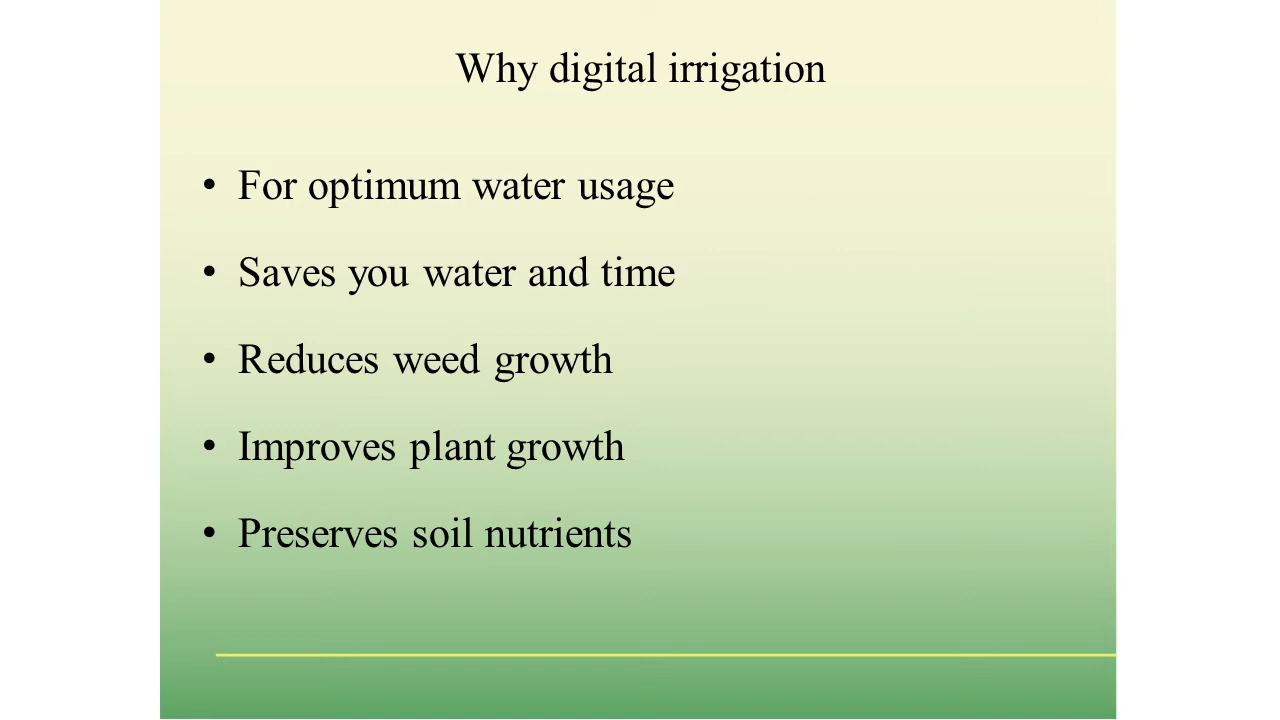 Why digital irrigation
• For optimum water usage
• Saves you water and time
• Reduces weed growth
• Improves plant growth
• Preserves soil nutrients